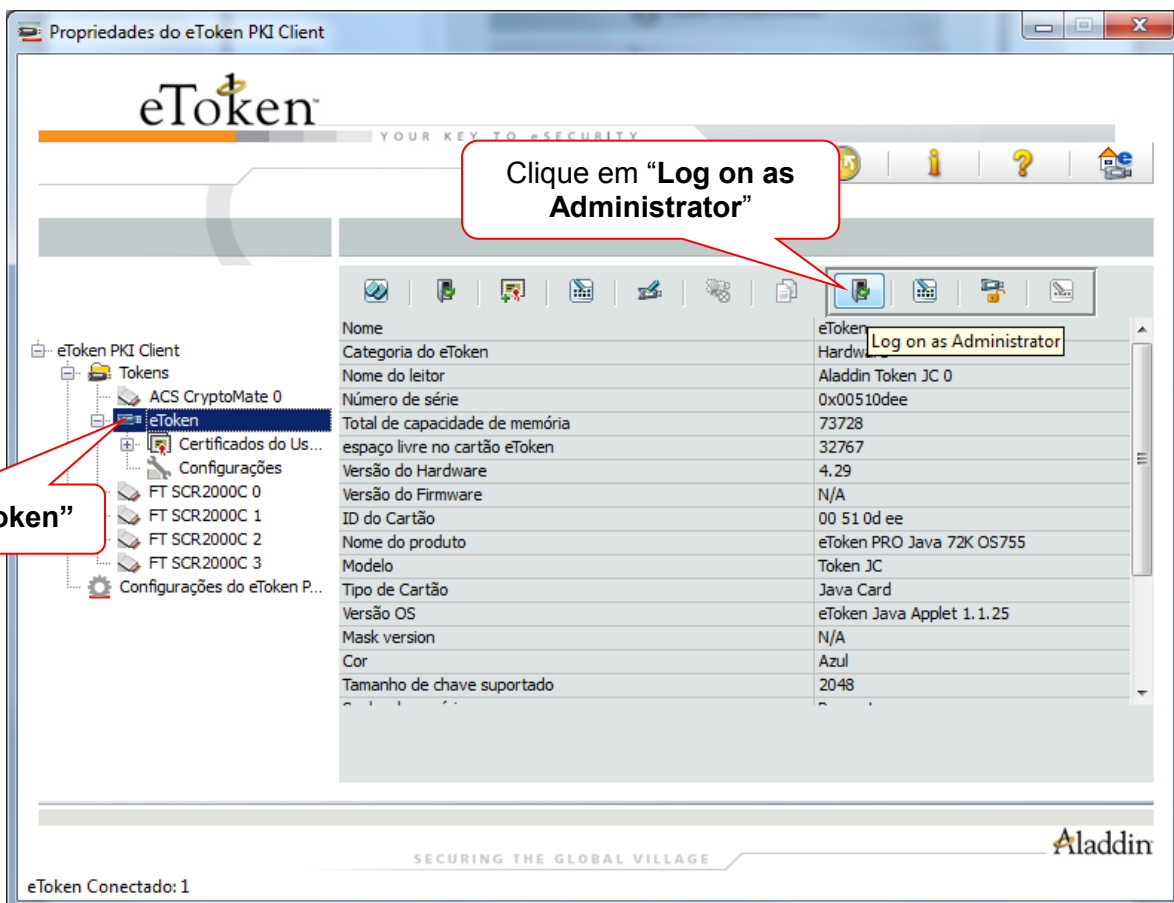 Propriedades do eToken PKI Client
eToken
YOUR KEY TO eSECURITY
Clique em “Log on as
Administrator”
Log on as Administrator
eToken PKI Client
Tokens
ACS CryptoMate 0
eToken
Certificados do Us...
Configurações
FT SCR2000C 0
FT SCR2000C 1
FT SCR2000C 2
FT SCR2000C 3
Configurações do eToken P...
oken”
Nome eToken
Categoria do eToken Hardware
Nome do leitor Aladdin Token JC 0
Número de série 0x00510dee
Total de capacidade de memória 73728
espaço livre no cartão eToken 32767
Versão do Hardware 4.29
Versão do Firmware N/A
ID do Cartão 00 51 0d ee
Nome do produto eToken PRO Java 72K OS755
Modelo Token JC
Tipo de Cartão Java Card
Versão OS eToken Java Applet 1.1.25
Mask version N/A
Cor Azul
Tamanho de chave suportado 2048
SECURING THE GLOBAL VILLAGE
Aladdin
eToken Conectado: 1